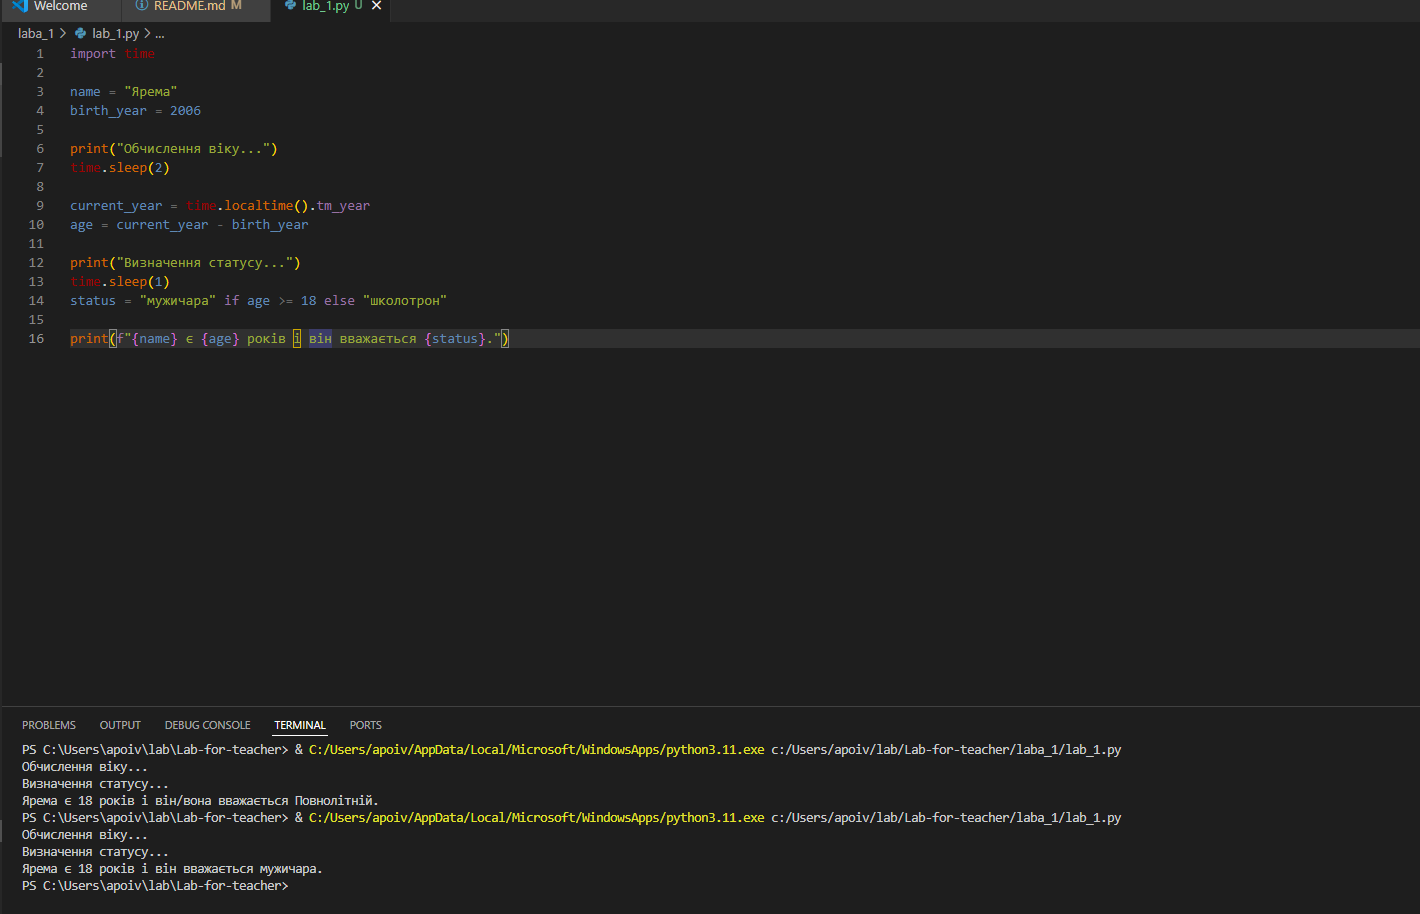 Welcome README.md M lab_1.py U
laba_1 > lab_1.py > ...
1 import time
2
3 name = "Ярема"
4 birth_year = 2006
5
6 print("Обчислення віку...")
7 time.sleep(2)
8
9 current_year = time.localtime().tm_year
10 age = current_year - birth_year
11
12 print("Визначення статусу...")
13 time.sleep(1)
14 status = "мужичара" if age >= 18 else "школотрон"
15
16 print(f"{name} є {age} років і він вважається {status}.")
PROBLEMS OUTPUT DEBUG CONSOLE TERMINAL PORTS
PS C:\Users\apoiv\lab\Lab-for-teacher> & C:/Users/apoiv/AppData/Local/Microsoft/WindowsApps/python3.11.exe c:/Users/apoiv/lab/Lab-for-teacher/laba_1/lab_1.py
Обчислення віку...
Визначення статусу...
Ярема є 18 років і він/вона вважається Повнолітній.
PS C:\Users\apoiv\lab\Lab-for-teacher> & C:/Users/apoiv/AppData/Local/Microsoft/WindowsApps/python3.11.exe c:/Users/apoiv/lab/Lab-for-teacher/laba_1/lab_1.py
Обчислення віку...
Визначення статусу...
Ярема є 18 років і він вважається мужичара.
PS C:\Users\apoiv\lab\Lab-for-teacher>